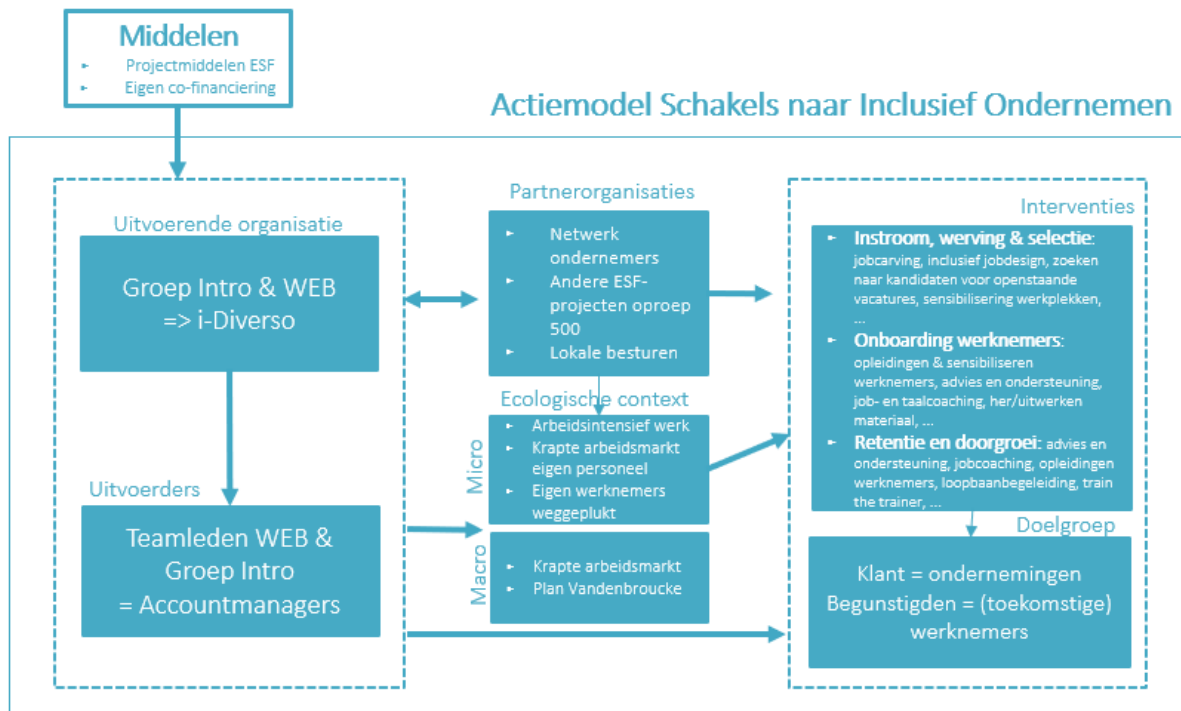 Middelen
► Projectmiddelen ESF
► Eigen co-financiering
Actiemodel Schakels naar Inclusief Ondernemen
Uitvoerende organisatie
Groep Intro & WEB
=> i-Diverso
Uitvoerders
Teamleden WEB &
Groep Intro
= Accountmanagers
Partnerorganisaties
► Netwerk
ondernemers
► Andere ESF-
projecten oproep
500
► Lokale besturen
Ecologische context
Micro
► Arbeidsintensief werk
► Krapte arbeidsmarkt
eigen personeel
► Eigen werknemers
weggeplukt
Macro
► Krapte arbeidsmarkt
► Plan Vandenbroucke
Interventies
► Instroom, werving & selectie:
jobcarving, inclusief jobdesign, zoeken
naar kandidaten voor openstaande
vacatures, sensibilisering werkplekken,
...
► Onboarding werknemers:
opleidingen & sensibiliseren
werknemers, advies en ondersteuning,
job- en taalcoaching, her/uitwerken
materiaal, ...
► Retentie en doorgroei: advies en
ondersteuning, jobcoaching, opleidingen
werknemers, loopbaanbegeleiding, train
the trainer, ...
Doelgroep
Klant = ondernemingen
Begunstigden = (toekomstige)
werknemers